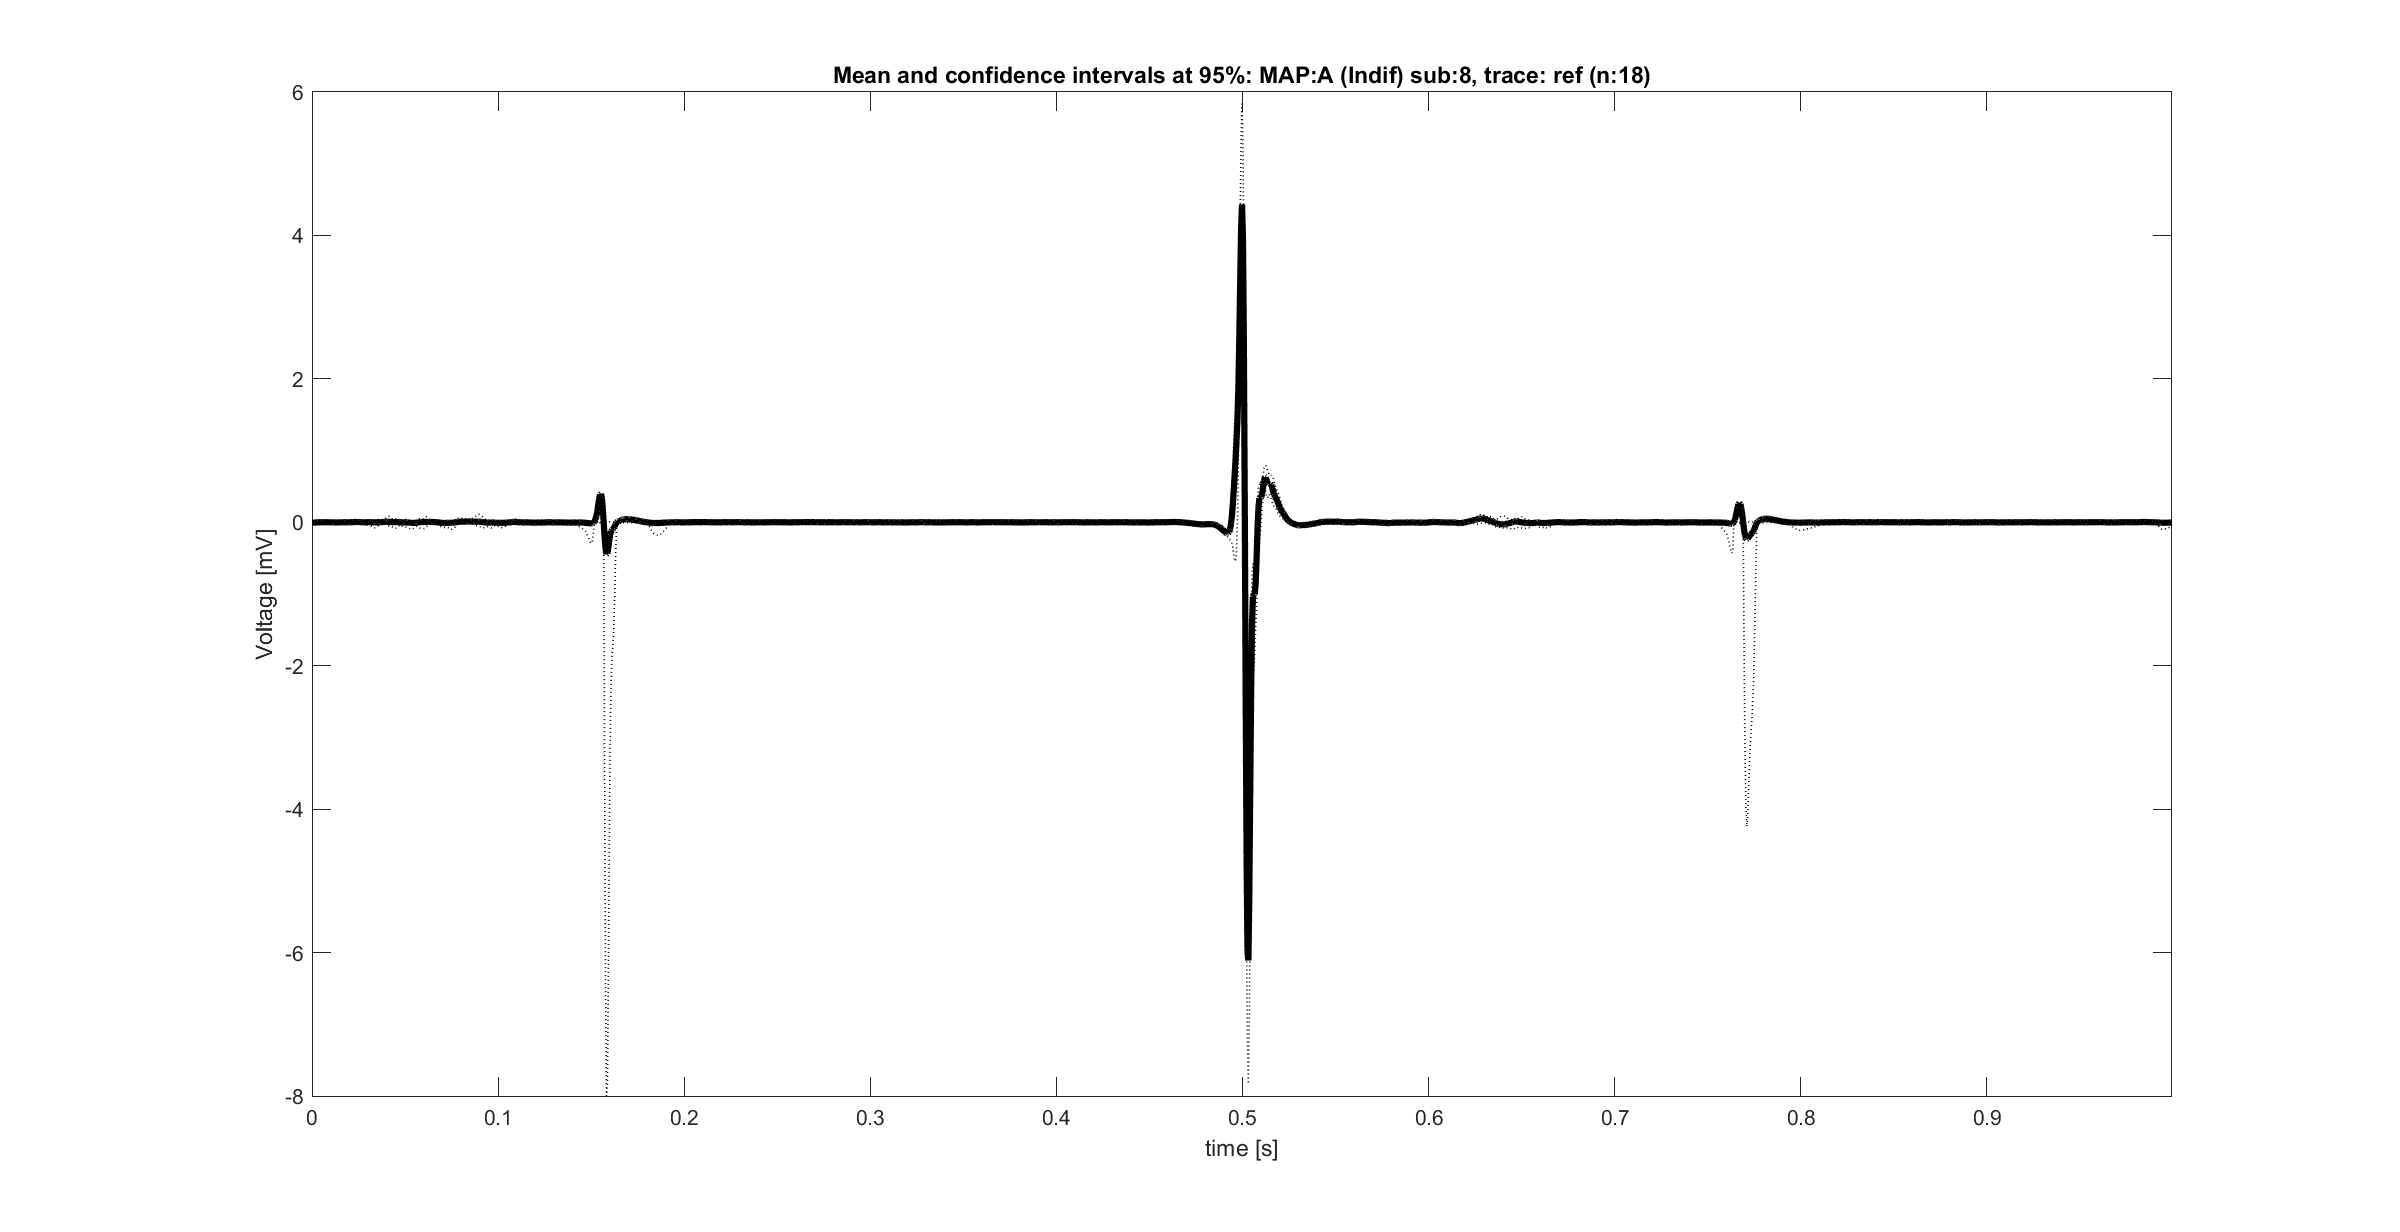 Mean and confidence intervals at 95%: MAP:A (Indif) sub:8, trace: ref (n:18)
6
4
2
0
-2
-4
-6
-8
Voltage [mV]
0 0.1 0.2 0.3 0.4 0.5 0.6 0.7 0.8 0.9
time [s]